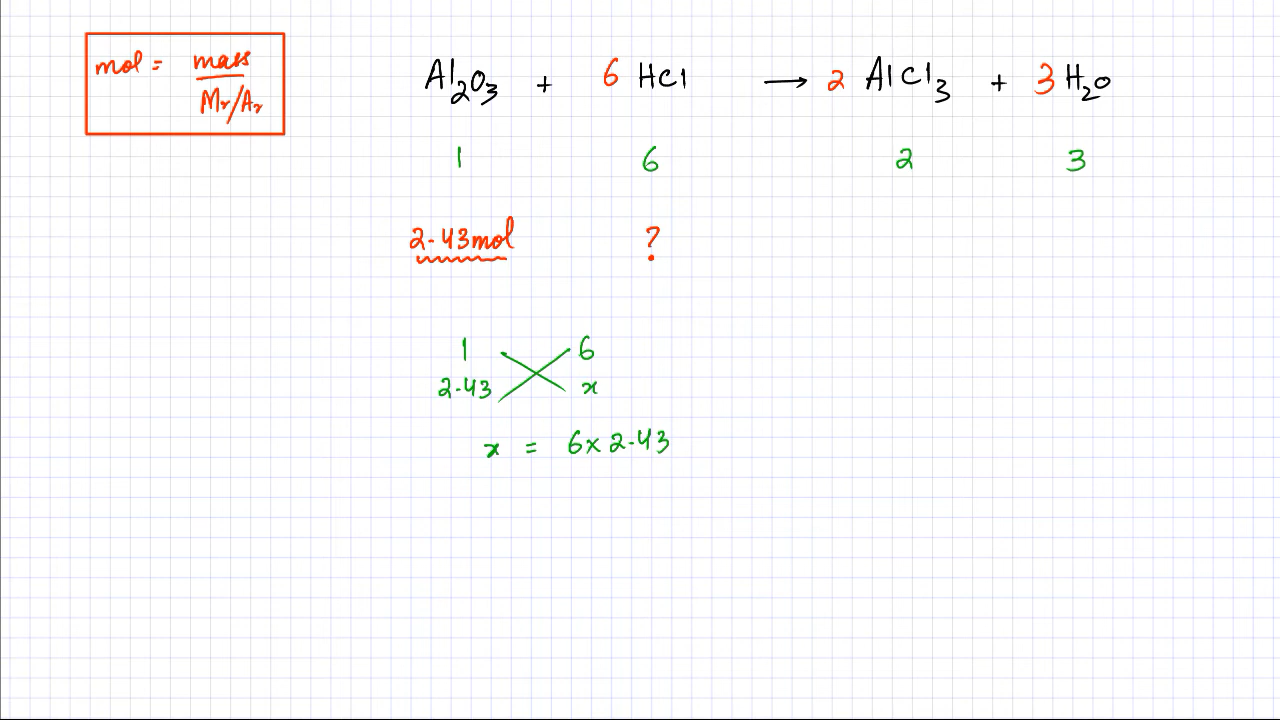 mol = mass
Mr/Ar
Al₂O₃ + 6 HCl → 2 AlCl₃ + 3 H₂O
1 6 2 3
2.43mol ?
1 6
2.43 x
x = 6 x 2.43